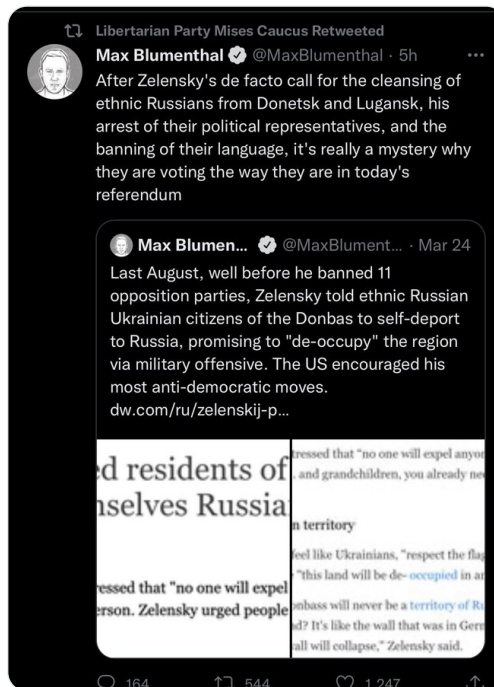 Libertarian Party Mises Caucus Retweeted
Max Blumenthal @MaxBlumenthal · 5h
After Zelensky's de facto call for the cleansing of
ethnic Russians from Donetsk and Lugansk, his
arrest of their political representatives, and the
banning of their language, it's really a mystery why
they are voting the way they are in today's
referendum
Max Blumen... @MaxBlument... · Mar 24
Last August, well before he banned 11
opposition parties, Zelensky told ethnic Russian
Ukrainian citizens of the Donbas to self-deport
to Russia, promising to "de-occupy" the region
via military offensive. The US encouraged his
most anti-democratic moves.
dw.com/ru/zelenskij-p...
ed residents of
nselves Russia
essed that "no one will expel
erson. Zelensky urged people
tressed that "no one will expel anyon
. and grandchildren, you already nee
n territory
feel like Ukrainians, "respect the flag
"this land will be de- occupied in an
onbass will never be a territory of Ru
d? It's like the wall that was in Germ
all will collapse," Zelensky said.
164 544 1,247